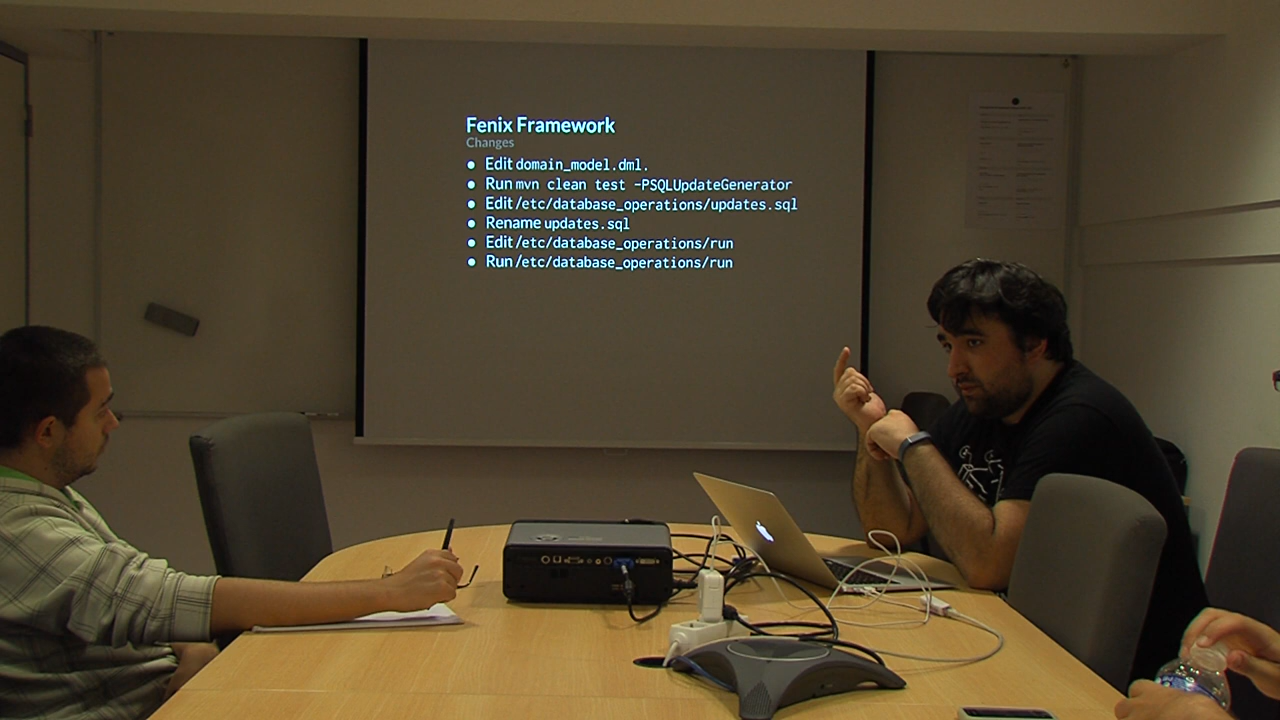 Fenix Framework
Changes
• Edit domain_model.dml.
• Run mvn clean test -PSQLUpdateGenerator
• Edit /etc/database_operations/updates.sql
• Rename updates.sql
• Edit /etc/database_operations/run
• Run /etc/database_operations/run